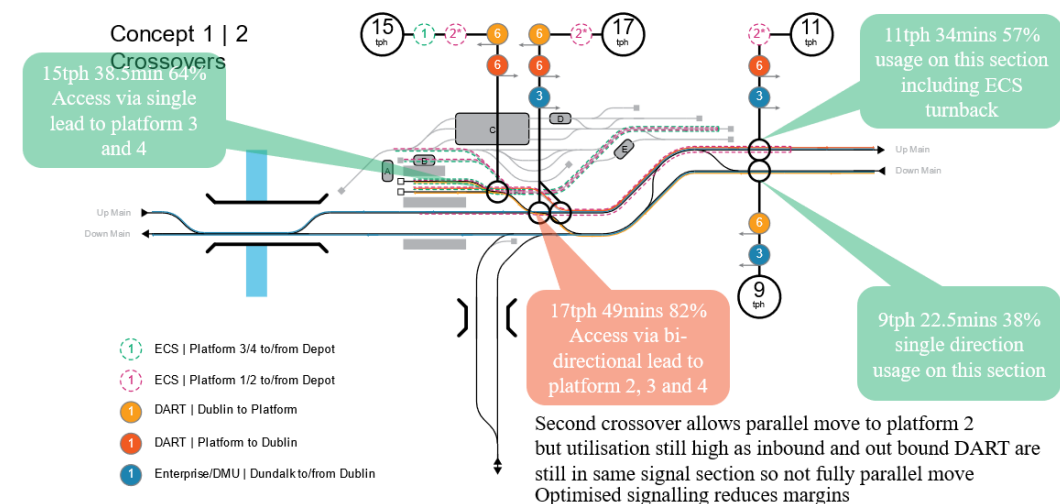 Concept 1 | 2
Crossovers
15
tph
1
2*
6
6
6
2*
17
tph
6
3
2*
11
tph
6
3
15tph 38.5min 64%
Access via single
lead to platform 3
and 4
11tph 34mins 57%
usage on this section
including ECS
turnback
A
B
C
D
E
Up Main
Down Main
Up Main
Down Main
6
3
9
tph
17tph 49mins 82%
Access via bi-
directional lead to
platform 2, 3 and 4
9tph 22.5mins 38%
single direction
usage on this section
1 ECS | Platform 3/4 to/from Depot
1 ECS | Platform 1/2 to/from Depot
1 DART | Dublin to Platform
1 DART | Platform to Dublin
1 Enterprise/DMU | Dundalk to/from Dublin
Second crossover allows parallel move to platform 2
but utilisation still high as inbound and out bound DART are
still in same signal section so not fully parallel move
Optimised signalling reduces margins